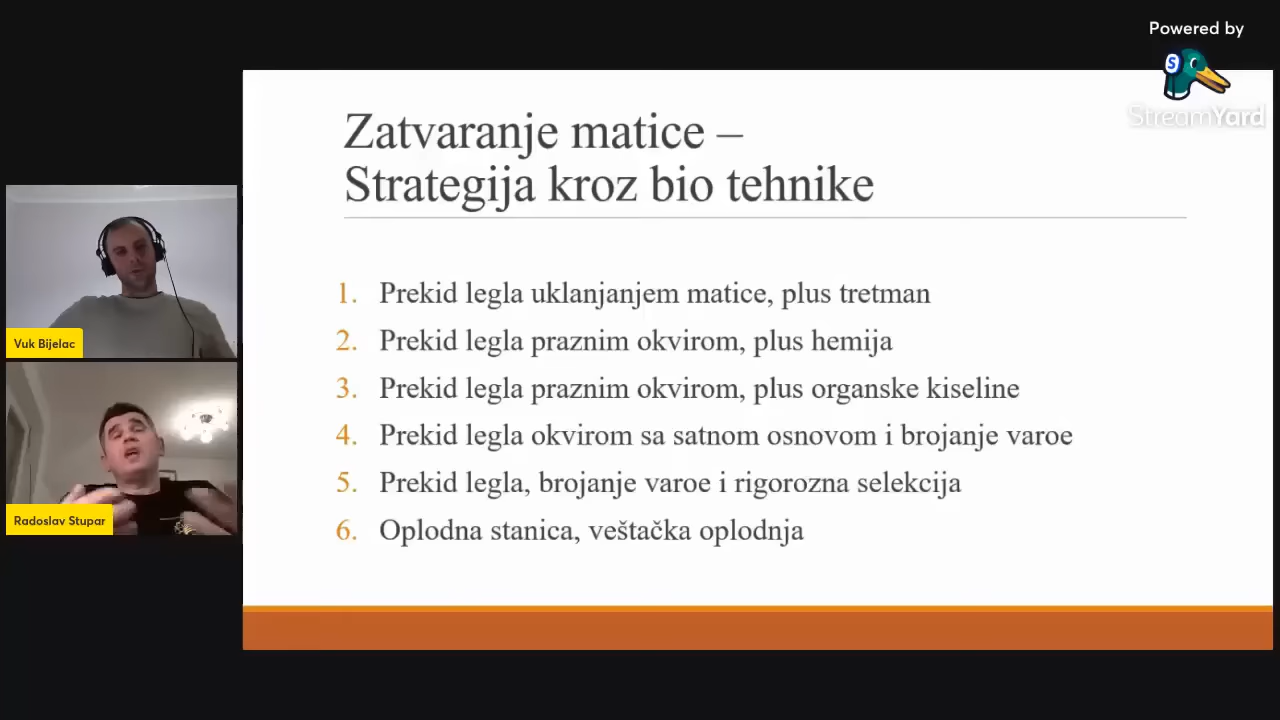 Powered by
StreamYard
Zatvaranje matice –
Strategija kroz bio tehnike
1. Prekid legla uklanjanjem matice, plus tretman
2. Prekid legla praznim okvirom, plus hemija
3. Prekid legla praznim okvirom, plus organske kiseline
4. Prekid legla okvirom sa satnom osnovom i brojanje varoe
5. Prekid legla, brojanje varoe i rigorozna selekcija
6. Oplodna stanica, veštačka oplodnja
Vuk Bijelac
Radoslav Stupar